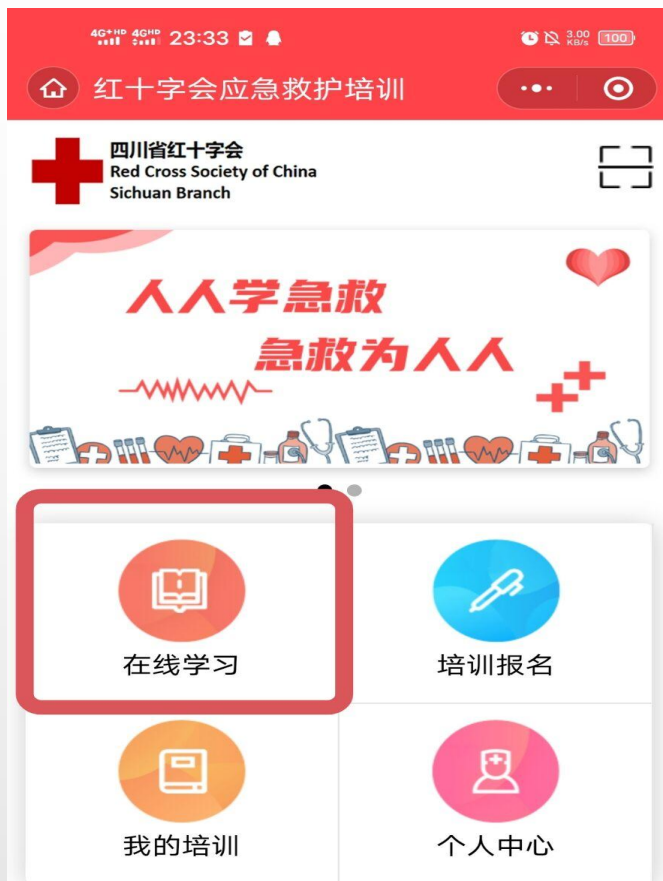 4G+HD 4GHD 23:33 3.00 KB/s 100
红十字会应急救护培训
四川省红十字会
Red Cross Society of China
Sichuan Branch
人人学急救
急救为人人
在线学习
培训报名
我的培训
个人中心